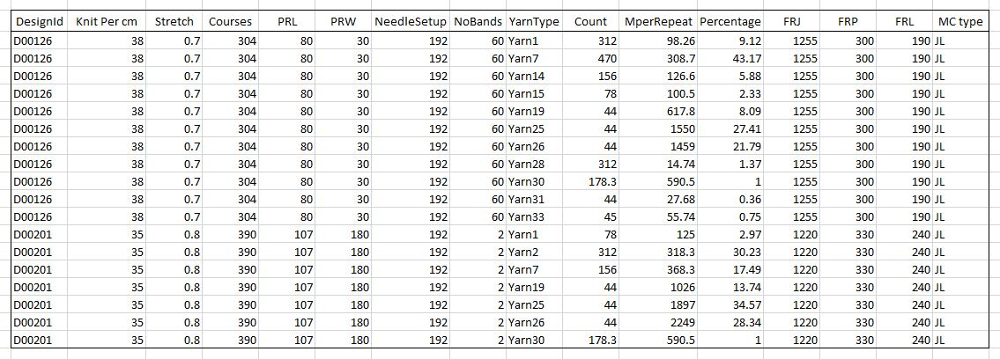 DesignId Knit Per cm Stretch Courses PRL PRW NeedleSetup NoBands YarnType Count MperRepeat Percentage FRJ FRP FRL MC type
D00126 38 0.7 304 80 30 192 60 Yarn1 312 98.26 9.12 1255 300 190 JL
D00126 38 0.7 304 80 30 192 60 Yarn7 470 308.7 43.17 1255 300 190 JL
D00126 38 0.7 304 80 30 192 60 Yarn14 156 126.6 5.88 1255 300 190 JL
D00126 38 0.7 304 80 30 192 60 Yarn15 78 100.5 2.33 1255 300 190 JL
D00126 38 0.7 304 80 30 192 60 Yarn19 44 617.8 8.09 1255 300 190 JL
D00126 38 0.7 304 80 30 192 60 Yarn25 44 1550 27.41 1255 300 190 JL
D00126 38 0.7 304 80 30 192 60 Yarn26 44 1459 21.79 1255 300 190 JL
D00126 38 0.7 304 80 30 192 60 Yarn28 312 14.74 1.37 1255 300 190 JL
D00126 38 0.7 304 80 30 192 60 Yarn30 178.3 590.5 1 1255 300 190 JL
D00126 38 0.7 304 80 30 192 60 Yarn31 44 27.68 0.36 1255 300 190 JL
D00126 38 0.7 304 80 30 192 60 Yarn33 45 55.74 0.75 1255 300 190 JL
D00201 35 0.8 390 107 180 192 2 Yarn1 78 125 2.97 1220 330 240 JL
D00201 35 0.8 390 107 180 192 2 Yarn2 312 318.3 30.23 1220 330 240 JL
D00201 35 0.8 390 107 180 192 2 Yarn7 156 368.3 17.49 1220 330 240 JL
D00201 35 0.8 390 107 180 192 2 Yarn19 44 1026 13.74 1220 330 240 JL
D00201 35 0.8 390 107 180 192 2 Yarn25 44 1897 34.57 1220 330 240 JL
D00201 35 0.8 390 107 180 192 2 Yarn26 44 2249 28.34 1220 330 240 JL
D00201 35 0.8 390 107 180 192 2 Yarn30 178.3 590.5 1 1220 330 240 JL